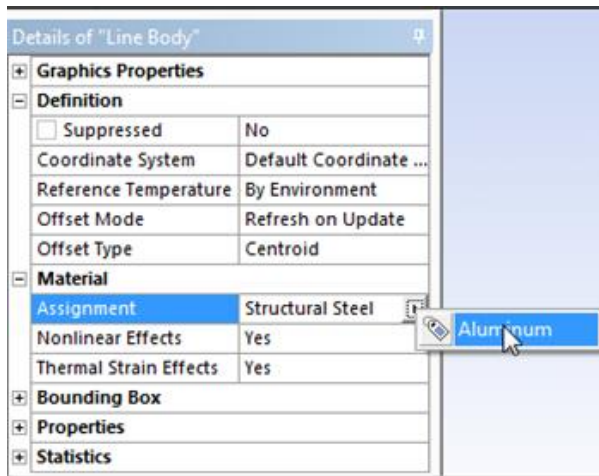 Details of "Line Body"
Graphics Properties
Definition
Suppressed No
Coordinate System Default Coordinate ...
Reference Temperature By Environment
Offset Mode Refresh on Update
Offset Type Centroid
Material
Assignment Structural Steel
Aluminum
Nonlinear Effects Yes
Thermal Strain Effects Yes
Bounding Box
Properties
Statistics